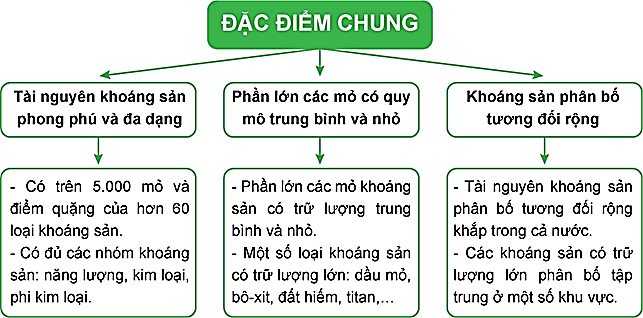 ĐẶC ĐIỂM CHUNG
Tài nguyên khoáng sản
phong phú và đa dạng
Phần lớn các mỏ có quy
mô trung bình và nhỏ
Khoáng sản phân bố
tương đối rộng
- Có trên 5.000 mỏ và
điểm quặng của hơn 60
loại khoáng sản.
- Có đủ các nhóm khoáng
sản: năng lượng, kim loại,
phi kim loại.
- Phần lớn các mỏ khoáng
sản có trữ lượng trung
bình và nhỏ.
- Một số loại khoáng sản
có trữ lượng lớn: dầu mỏ,
bô-xit, đất hiếm, titan,...
- Tài nguyên khoáng sản
phân bố tương đối rộng
khắp trong cả nước.
- Các khoáng sản có trữ
lượng lớn phân bố tập
trung ở một số khu vực.